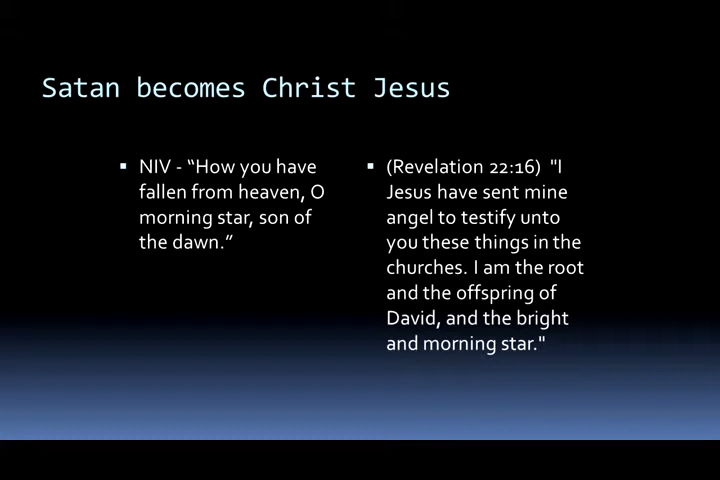 Satan becomes Christ Jesus
▪ NIV - “How you have
fallen from heaven, O
morning star, son of
the dawn.”
▪ (Revelation 22:16) "I
Jesus have sent mine
angel to testify unto
you these things in the
churches. I am the root
and the offspring of
David, and the bright
and morning star."